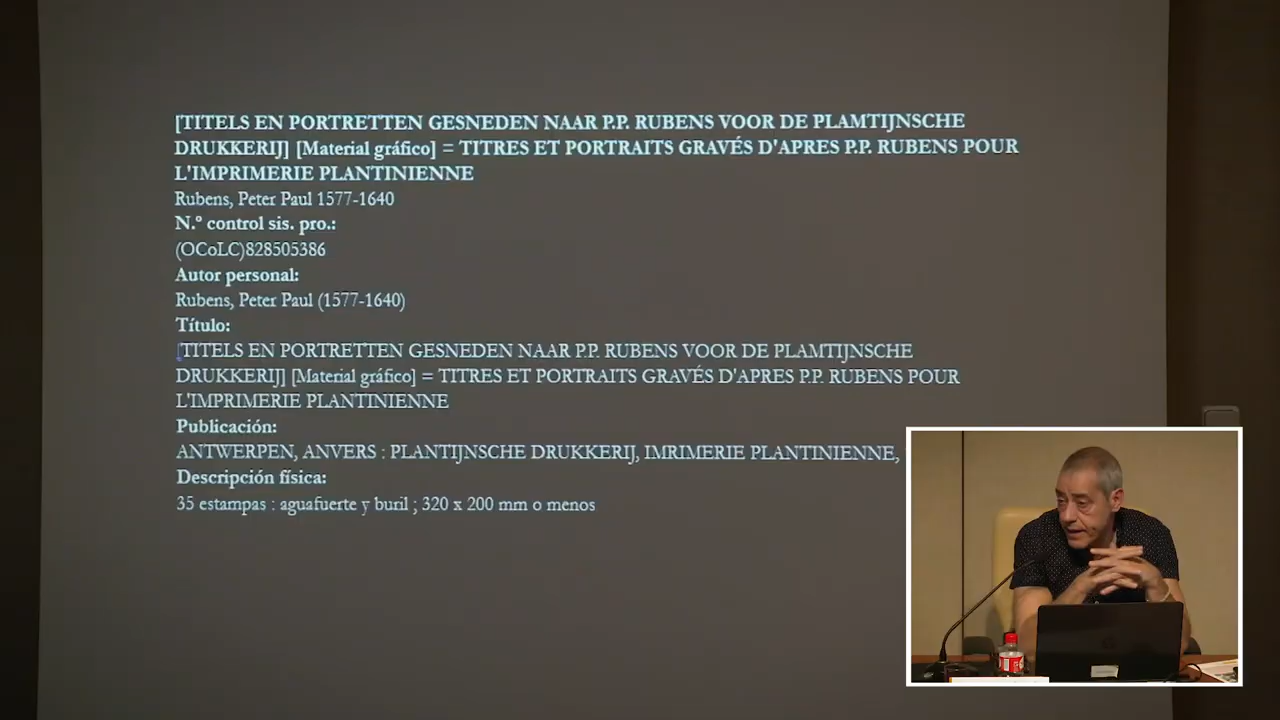 [TITELS EN PORTRETTEN GESNEDEN NAAR P.P. RUBENS VOOR DE PLAMTIJNSCHE
DRUKKERIJ] [Material gráfico] = TITRES ET PORTRAITS GRAVÉS D'APRES P.P. RUBENS POUR
L'IMPRIMERIE PLANTINIENNE
Rubens, Peter Paul 1577-1640
N.º control sis. pro.:
(OCoLC)828505386
Autor personal:
Rubens, Peter Paul (1577-1640)
Título:
[TITELS EN PORTRETTEN GESNEDEN NAAR P.P. RUBENS VOOR DE PLAMTIJNSCHE
DRUKKERIJ] [Material gráfico] = TITRES ET PORTRAITS GRAVÉS D'APRES P.P. RUBENS POUR
L'IMPRIMERIE PLANTINIENNE
Publicación:
ANTWERPEN, ANVERS : PLANTIJNSCHE DRUKKERIJ, IMRIMERIE PLANTINIENNE,
Descripción física:
35 estampas : aguafuerte y buril ; 320 x 200 mm o menos